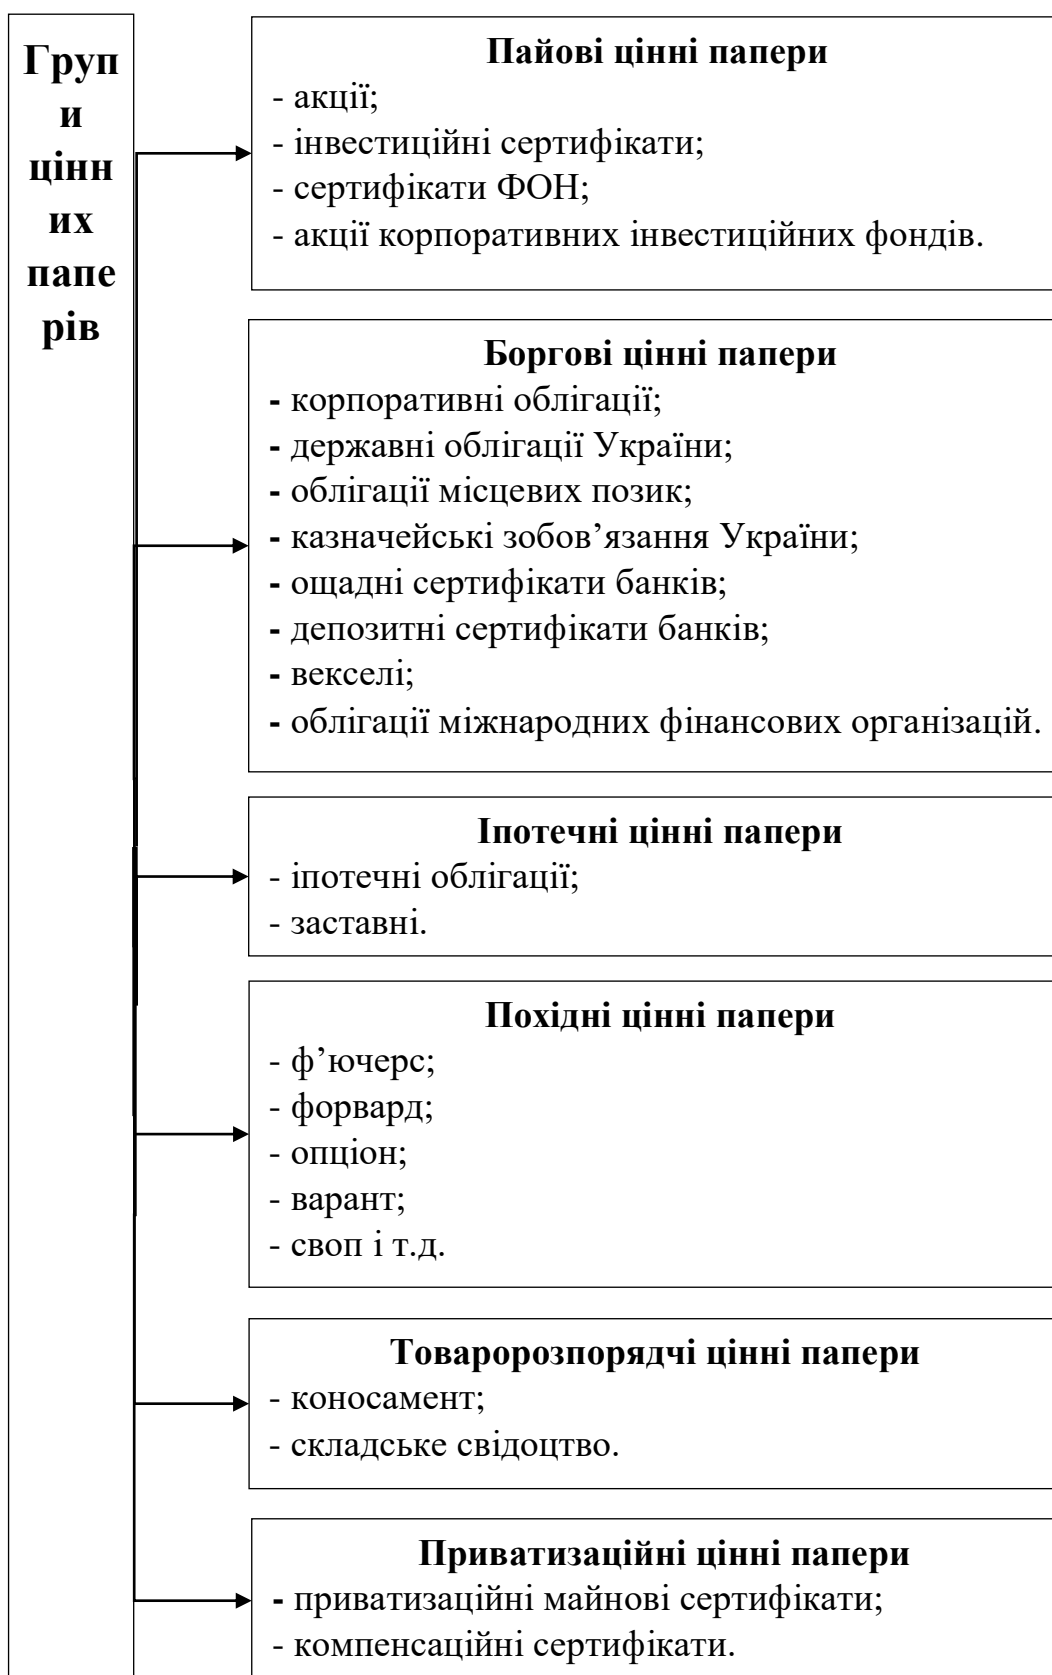 Груп
и
цінн
их
папе
рів
Пайові цінні папери
- акції;
- інвестиційні сертифікати;
- сертифікати ФОН;
- акції корпоративних інвестиційних фондів.
Боргові цінні папери
- корпоративні облігації;
- державні облігації України;
- облігації місцевих позик;
- казначейські зобов’язання України;
- ощадні сертифікати банків;
- депозитні сертифікати банків;
- векселі;
- облігації міжнародних фінансових організацій.
Іпотечні цінні папери
- іпотечні облігації;
- заставні.
Похідні цінні папери
- ф’ючерс;
- форвард;
- опціон;
- варант;
- своп і т.д.
Товаророзпорядчі цінні папери
- коносамент;
- складське свідоцтво.
Приватизаційні цінні папери
- приватизаційні майнові сертифікати;
- компенсаційні сертифікати.